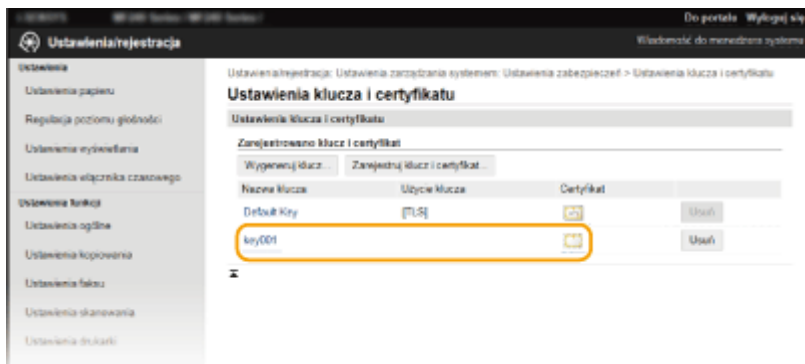 Do portalu Wyloguj się
Ustawienia/rejestracja
Wiadomość do menedżera systemu
Ustawienia
Ustawienia papieru
Regulacja poziomu głośności
Ustawienia wyświetlania
Ustawienia włącznika czasowego
Ustawienia funkcji
Ustawienia ogólne
Ustawienia kopiowania
Ustawienia faksu
Ustawienia skanowania
Ustawienia drukarki
Ustawienia/rejestracja: Ustawienia zarządzania systemem: Ustawienia zabezpieczeń > Ustawienia klucza i certyfikatu
Ustawienia klucza i certyfikatu
Ustawienia klucza i certyfikatu
Zarejestrowano klucz i certyfikat
Wygeneruj klucz... Zarejestruj klucz i certyfikat...
Nazwa klucza Użycie klucza Certyfikat
Default Key [TLS] Usuń
key001 Usuń